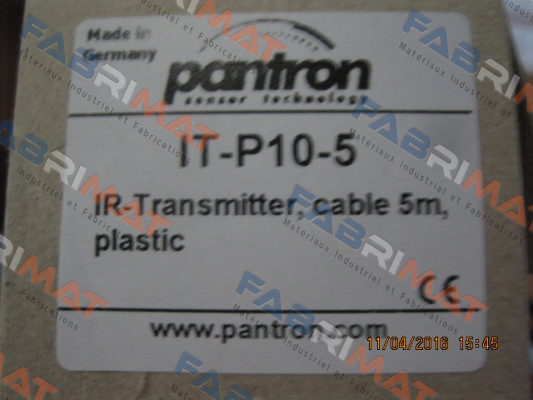 Made in
Germany
pantron
sensor technology
IT-P10-5
IR-Transmitter, cable 5m,
plastic
CE
www.pantron.com
11/04/2016 15:45
FABRIMAT
Materiaux Industriel et Fabrications